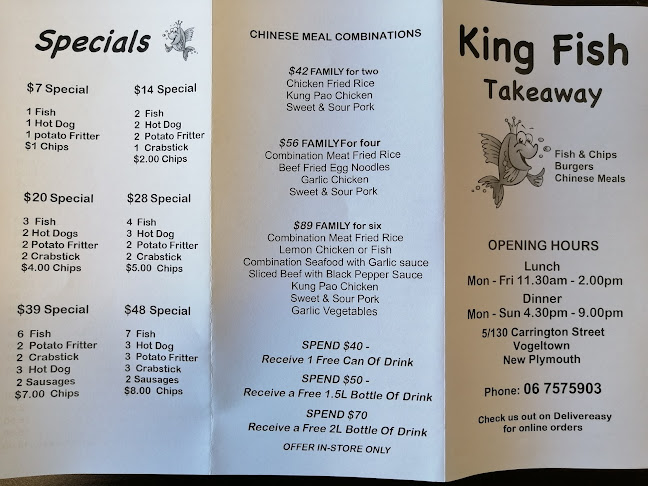 Specials
$7 Special
1 Fish
1 Hot Dog
1 potato Fritter
$1 Chips
$14 Special
2 Fish
2 Hot Dog
2 Potato Fritter
1 Crabstick
$2.00 Chips
$20 Special
3 Fish
2 Hot Dogs
2 Potato Fritter
2 Crabstick
$4.00 Chips
$28 Special
4 Fish
3 Hot Dog
2 Potato Fritter
2 Crabstick
$5.00 Chips
$39 Special
6 Fish
2 Potato Fritter
2 Crabstick
3 Hot Dog
2 Sausages
$7.00 Chips
$48 Special
7 Fish
3 Hot Dog
3 Potato Fritter
3 Crabstick
2 Sausages
$8.00 Chips
CHINESE MEAL COMBINATIONS
$42 FAMILY for two
Chicken Fried Rice
Kung Pao Chicken
Sweet & Sour Pork
$56 FAMILYFor four
Combination Meat Fried Rice
Beef Fried Egg Noodles
Garlic Chicken
Sweet & Sour Pork
$89 FAMILY for six
Combination Meat Fried Rice
Lemon Chicken or Fish
Combination Seafood with Garlic sauce
Sliced Beef with Black Pepper Sauce
Kung Pao Chicken
Sweet & Sour Pork
Garlic Vegetables
SPEND $40 -
Receive 1 Free Can Of Drink
SPEND $50 -
Receive a Free 1.5L Bottle Of Drink
SPEND $70
Receive a Free 2L Bottle Of Drink
OFFER IN-STORE ONLY
King Fish
Takeaway
Fish & Chips
Burgers
Chinese Meals
OPENING HOURS
Lunch
Mon - Fri 11.30am - 2.00pm
Dinner
Mon - Sun 4.30pm - 9.00pm
5/130 Carrington Street
Vogeltown
New Plymouth
Phone: 06 7575903
Check us out on Delivereasy
for online orders